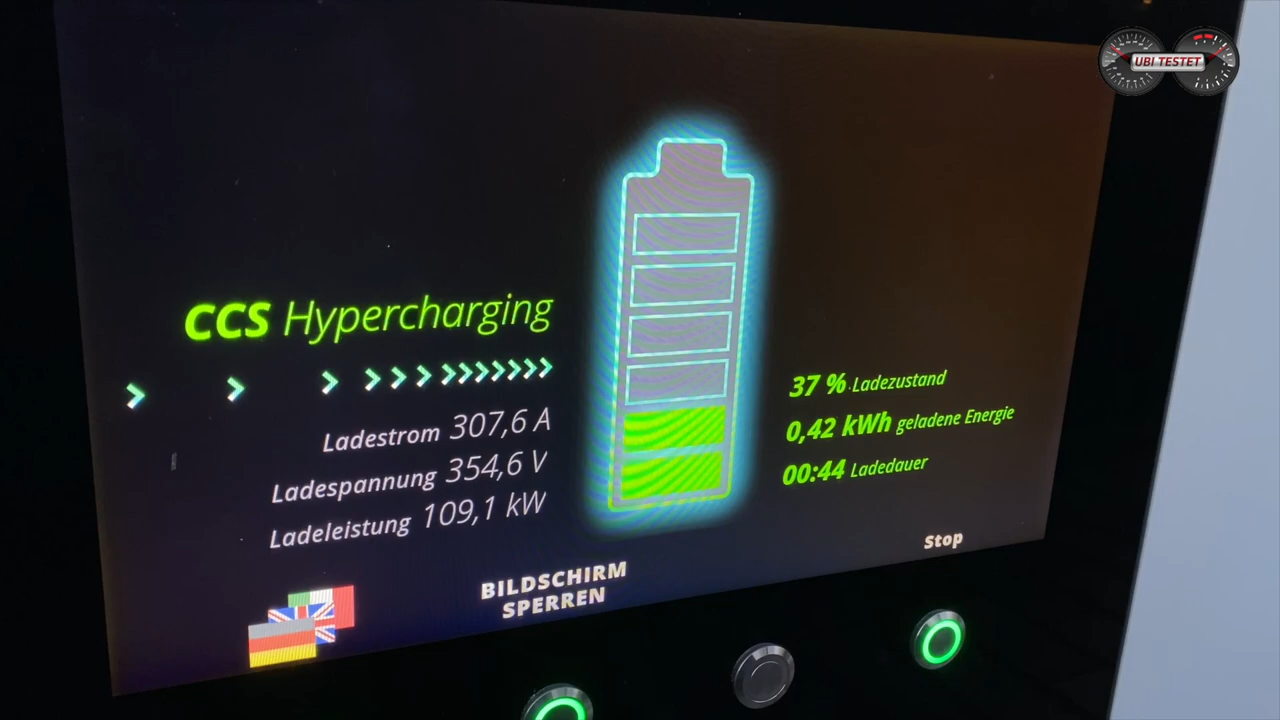 UBI TESTET
CCS Hypercharging
Ladestrom 307,6 A
Ladespannung 354,6 V
Ladeleistung 109,1 kW
37 % Ladezustand
0,42 kWh geladene Energie
00:44 Ladedauer
BILDSCHIRM
SPERREN
Stop